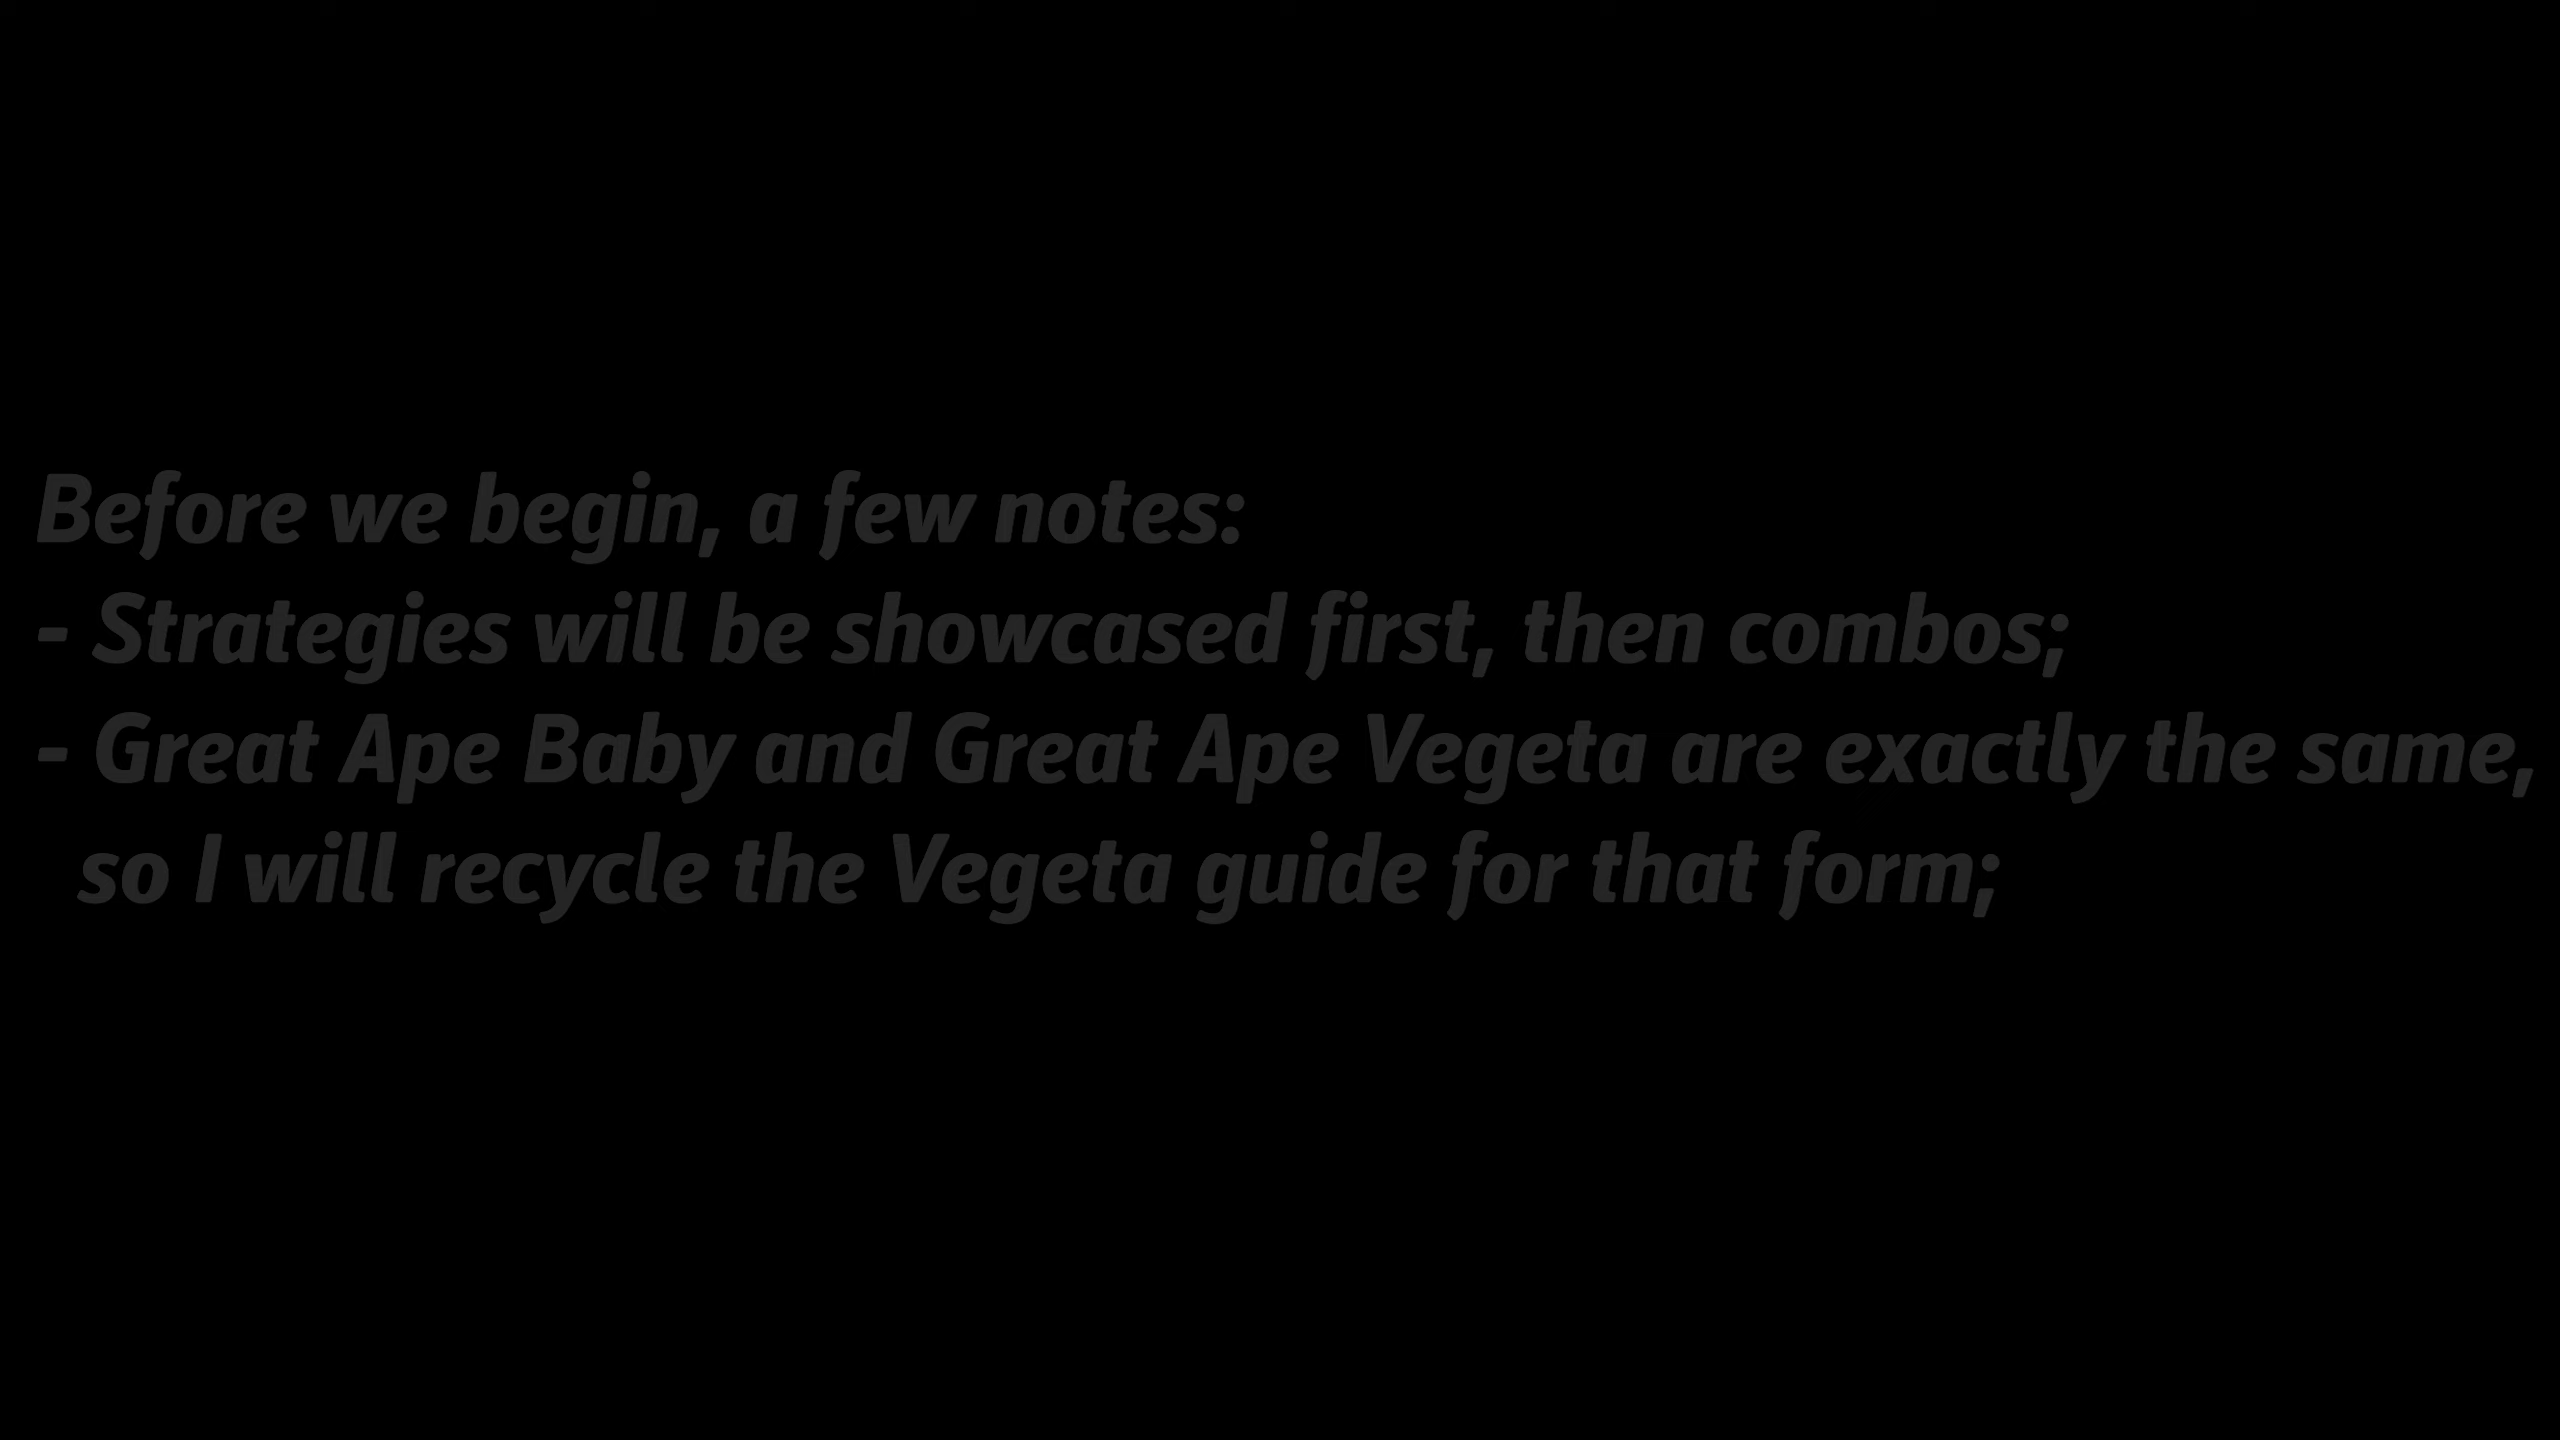 Before we begin, a few notes:
- Strategies will be showcased first, then combos;
- Great Ape Baby and Great Ape Vegeta are exactly the same,
so I will recycle the Vegeta guide for that form;